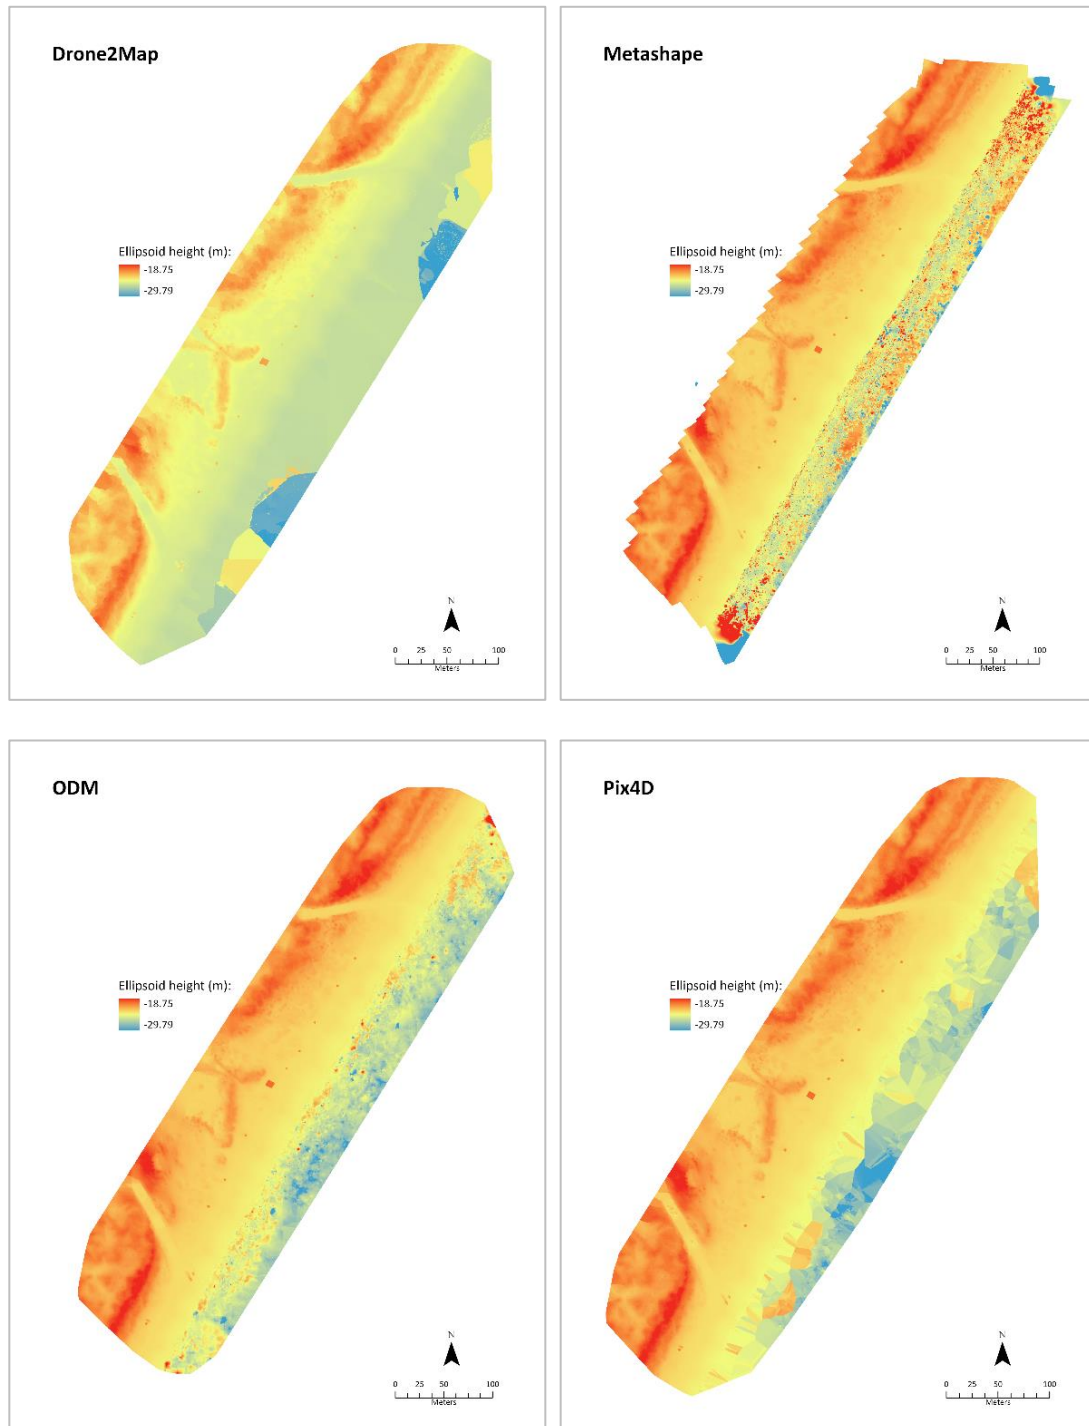 Drone2Map
Ellipsoid height (m):
-18.75
-29.79
N
0 25 50 100
Meters
Metashape
Ellipsoid height (m):
-18.75
-29.79
N
0 25 50 100
Meters
ODM
Ellipsoid height (m):
-18.75
-29.79
N
0 25 50 100
Meters
Pix4D
Ellipsoid height (m):
-18.75
-29.79
N
0 25 50 100
Meters